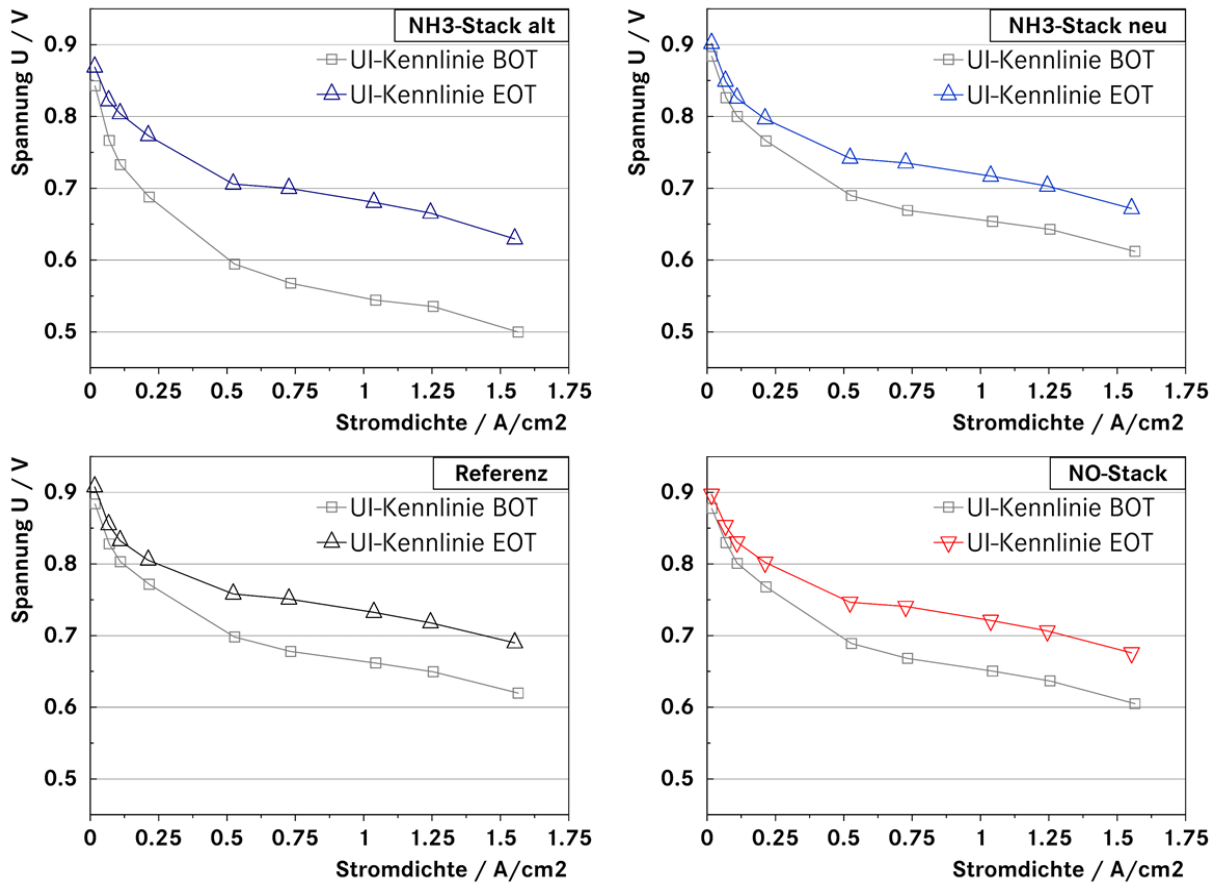 NH3-Stack alt
Spannung U / V
0.9
0.8
0.7
0.6
0.5
UI-Kennlinie BOT
UI-Kennlinie EOT
0 0.25 0.5 0.75 1 1.25 1.5 1.75
Stromdichte / A/cm2
NH3-Stack neu
Spannung U / V
0.9
0.8
0.7
0.6
0.5
UI-Kennlinie BOT
UI-Kennlinie EOT
0 0.25 0.5 0.75 1 1.25 1.5 1.75
Stromdichte / A/cm2
Referenz
Spannung U / V
0.9
0.8
0.7
0.6
0.5
UI-Kennlinie BOT
UI-Kennlinie EOT
0 0.25 0.5 0.75 1 1.25 1.5 1.75
Stromdichte / A/cm2
NO-Stack
Spannung U / V
0.9
0.8
0.7
0.6
0.5
UI-Kennlinie BOT
UI-Kennlinie EOT
0 0.25 0.5 0.75 1 1.25 1.5 1.75
Stromdichte / A/cm2